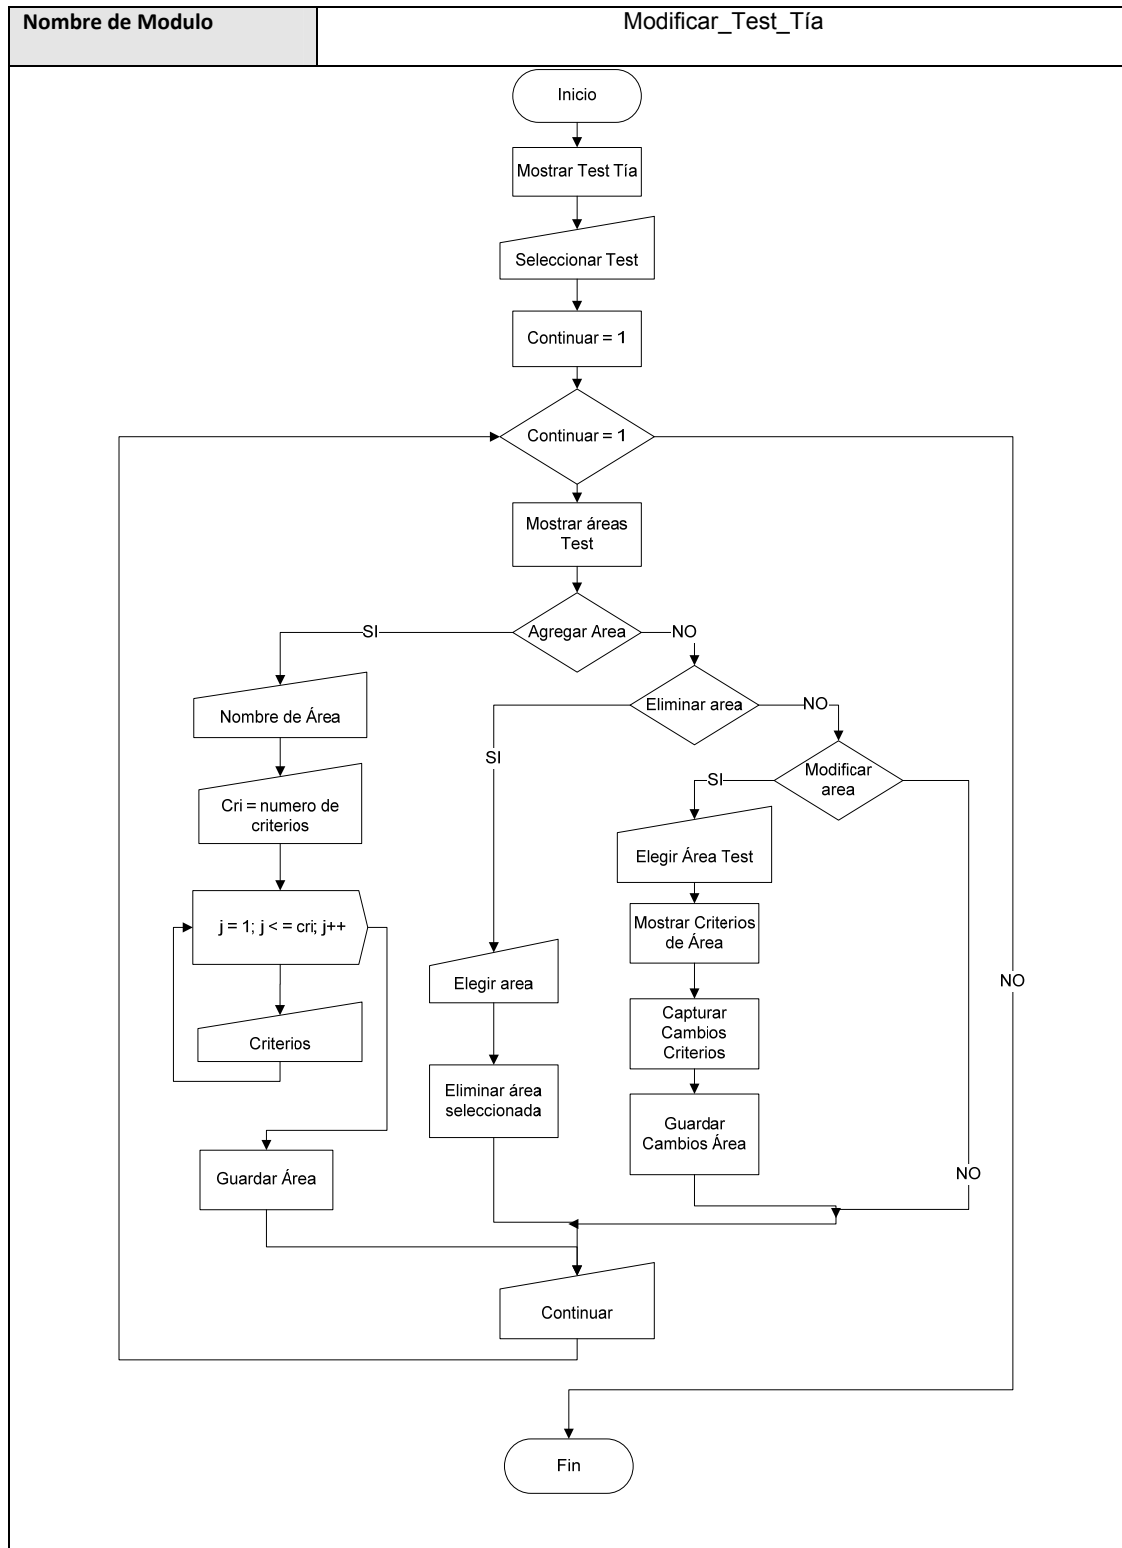 Nombre de Modulo
Modificar_Test_Tía
Inicio
Mostrar Test Tía
Seleccionar Test
Continuar = 1
Continuar = 1
Mostrar áreas
Test
Agregar Area
SI
NO
Nombre de Área
Eliminar area
NO
SI
Modificar
area
SI
Cri = numero de
criterios
Elegir Área Test
j = 1; j < = cri; j++
Mostrar Criterios
de Área
Elegir area
NO
Capturar
Cambios
Criterios
Criterios
Eliminar área
seleccionada
Guardar
Cambios Área
Guardar Área
NO
Continuar
Fin